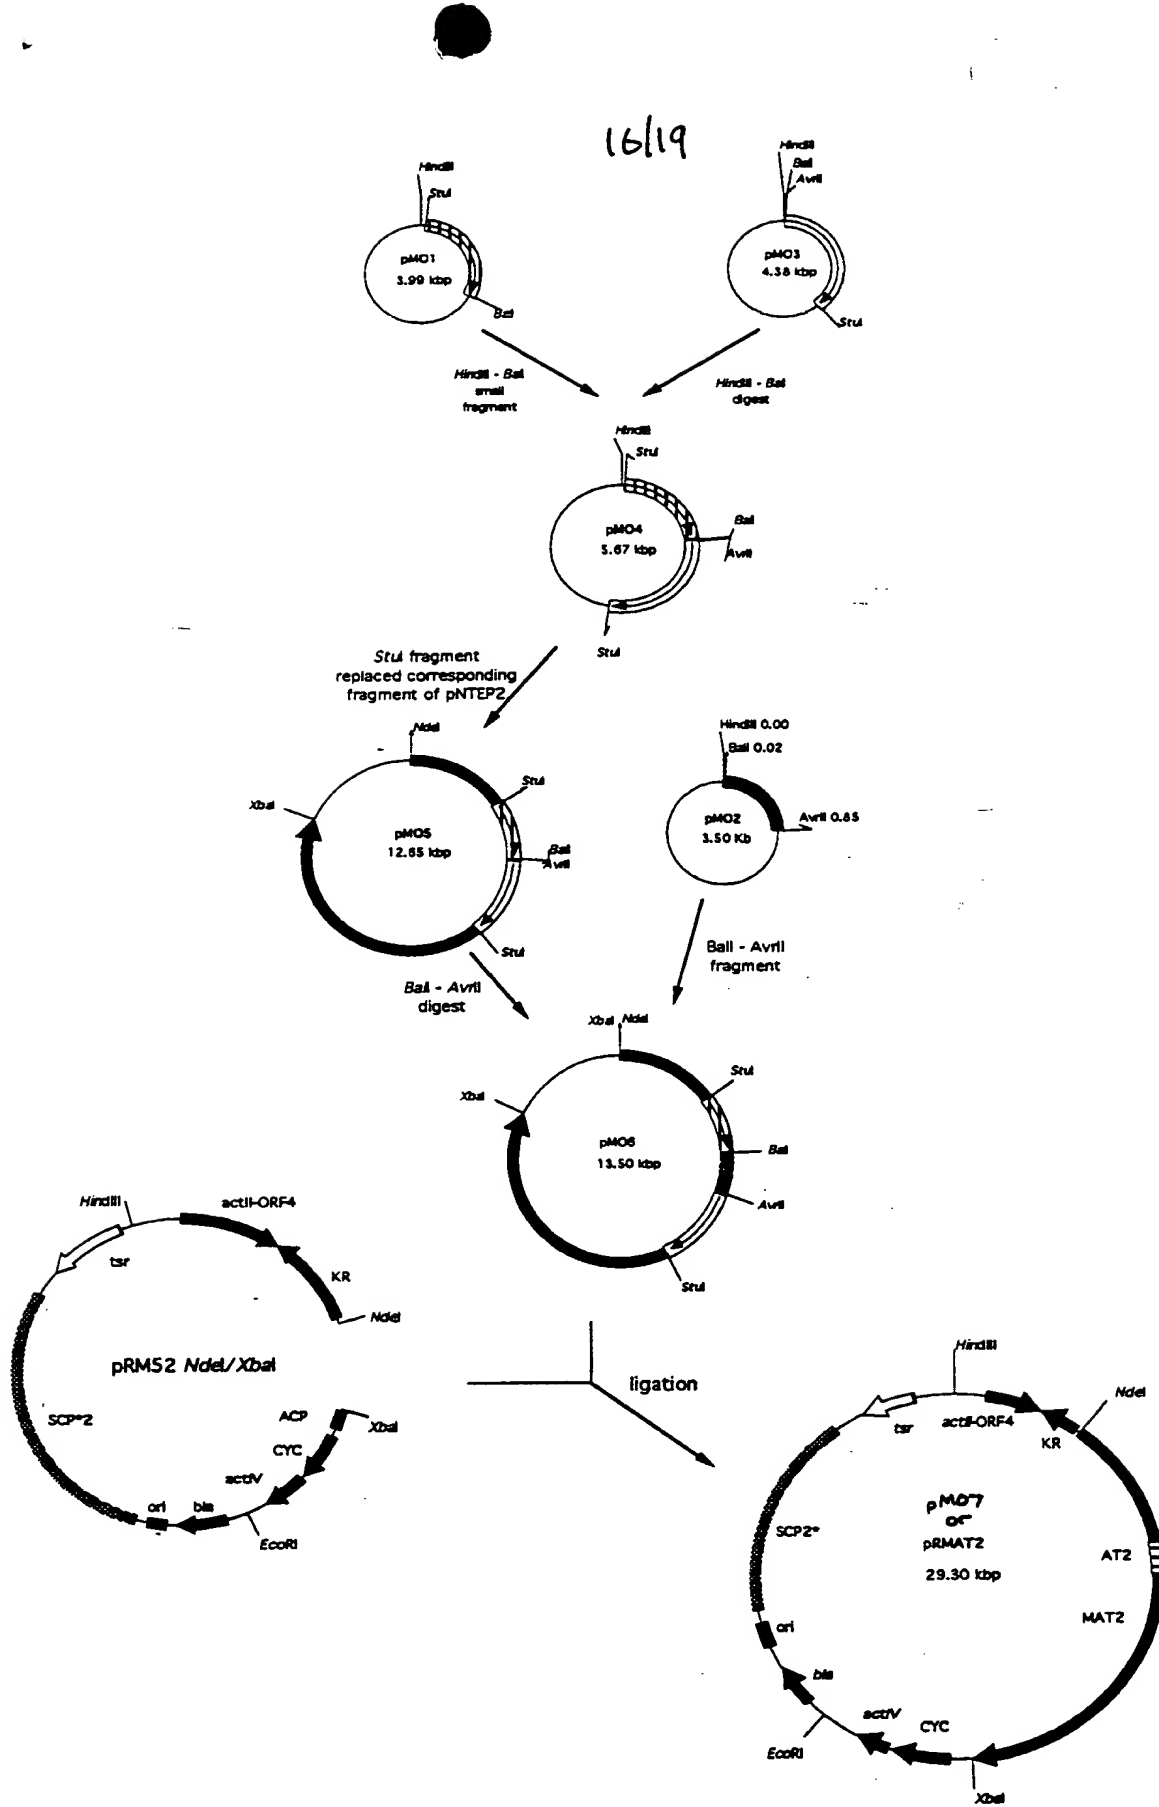 16/19
HindIII
StuI
pMO1
3.99 kbp
BalI
HindIII
BalI
AvrII
pMO3
4.38 kbp
StuI
HindIII - BalI
small
fragment
HindIII - BalI
digest
HindIII
StuI
pMO4
5.67 kbp
BalI
AvrII
StuI
StuI fragment
replaced corresponding
fragment of pNTEP2
NdeI
StuI
XbaI
pMO5
12.65 kbp
BalI
AvrII
StuI
HindIII 0.00
BalI 0.02
pMO2
3.50 Kb
AvrII 0.85
BalI - AvrII
digest
BalI - AvrII
fragment
XbaI NdeI
StuI
XbaI
pMO6
13.50 kbp
BalI
AvrII
StuI
HindIII
actII-ORF4
tsr
KR
NdeI
pRM52 NdeI/XbaI
SCP*2
ACP
XbaI
CYC
actIV
ori
bla
EcoRI
ligation
HindIII
NdeI
tsr
actII-ORF4
KR
pMO7
or
pRMAT2
29.30 kbp
SCP2*
AT2
MAT2
ori
bla
actIV
CYC
EcoRI
XbaI